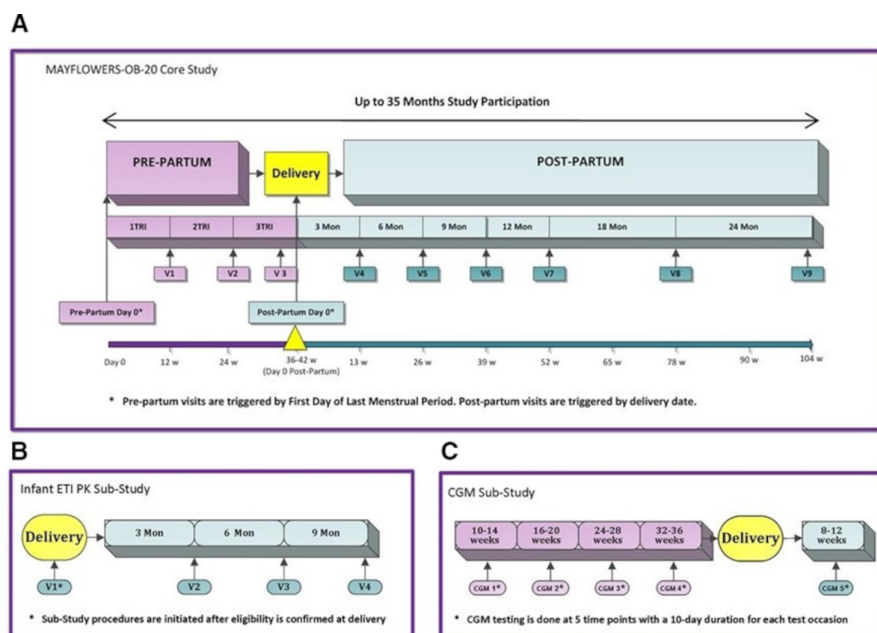 A
MAYFLOWERS-OB-20 Core Study
Up to 35 Months Study Participation
PRE-PARTUM
Delivery
POST-PARTUM
1TRI 2TRI 3TRI 3 Mon 6 Mon 9 Mon 12 Mon 18 Mon 24 Mon
V1 V2 V 3 V4 V5 V6 V7 V8 V9
Pre-Partum Day 0* Post-Partum Day 0*
Day 0 12 w 24 w 36-42 w 13 w 26 w 39 w 52 w 65 w 78 w 90 w 104 w
(Day 0 Post-Partum)
* Pre-partum visits are triggered by First Day of Last Menstrual Period. Post-partum visits are triggered by delivery date.
B
Infant ETI PK Sub-Study
Delivery
3 Mon 6 Mon 9 Mon
V1* V2 V3 V4
* Sub-Study procedures are initiated after eligibility is confirmed at delivery
C
CGM Sub-Study
10-14 16-20 24-28 32-36 8-12
weeks weeks weeks weeks weeks
Delivery
CGM 1* CGM 2* CGM 3* CGM 4* CGM 5*
* CGM testing is done at 5 time points with a 10-day duration for each test occasion